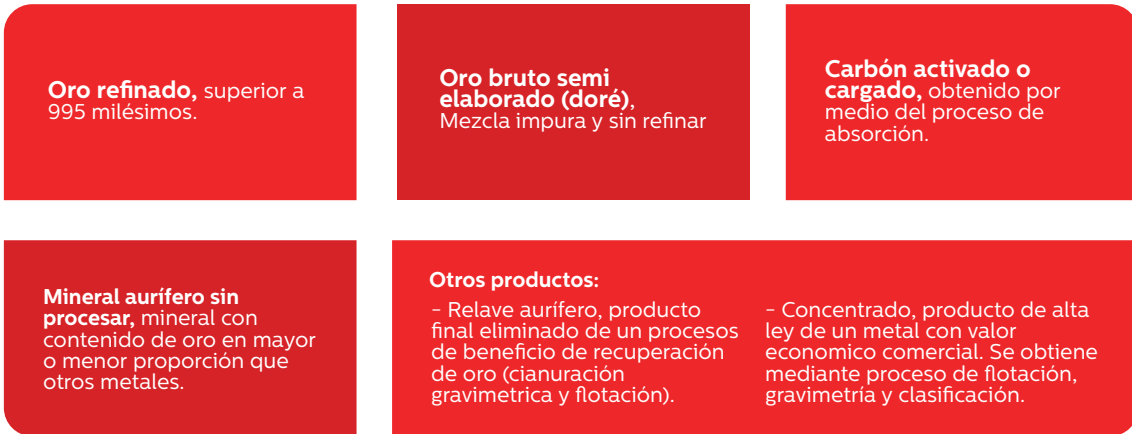 Oro refinado, superior a
995 milésimos.
Oro bruto semi
elaborado (doré),
Mezcla impura y sin refinar
Carbón activado o
cargado, obtenido por
medio del proceso de
absorción.
Mineral aurífero sin
procesar, mineral con
contenido de oro en mayor
o menor proporción que
otros metales.
Otros productos:
– Relave aurífero, producto
final eliminado de un procesos
de beneficio de recuperación
de oro (cianuración
gravimetrica y flotación).
– Concentrado, producto de alta
ley de un metal con valor
economico comercial. Se obtiene
mediante proceso de flotación,
gravimetría y clasificación.